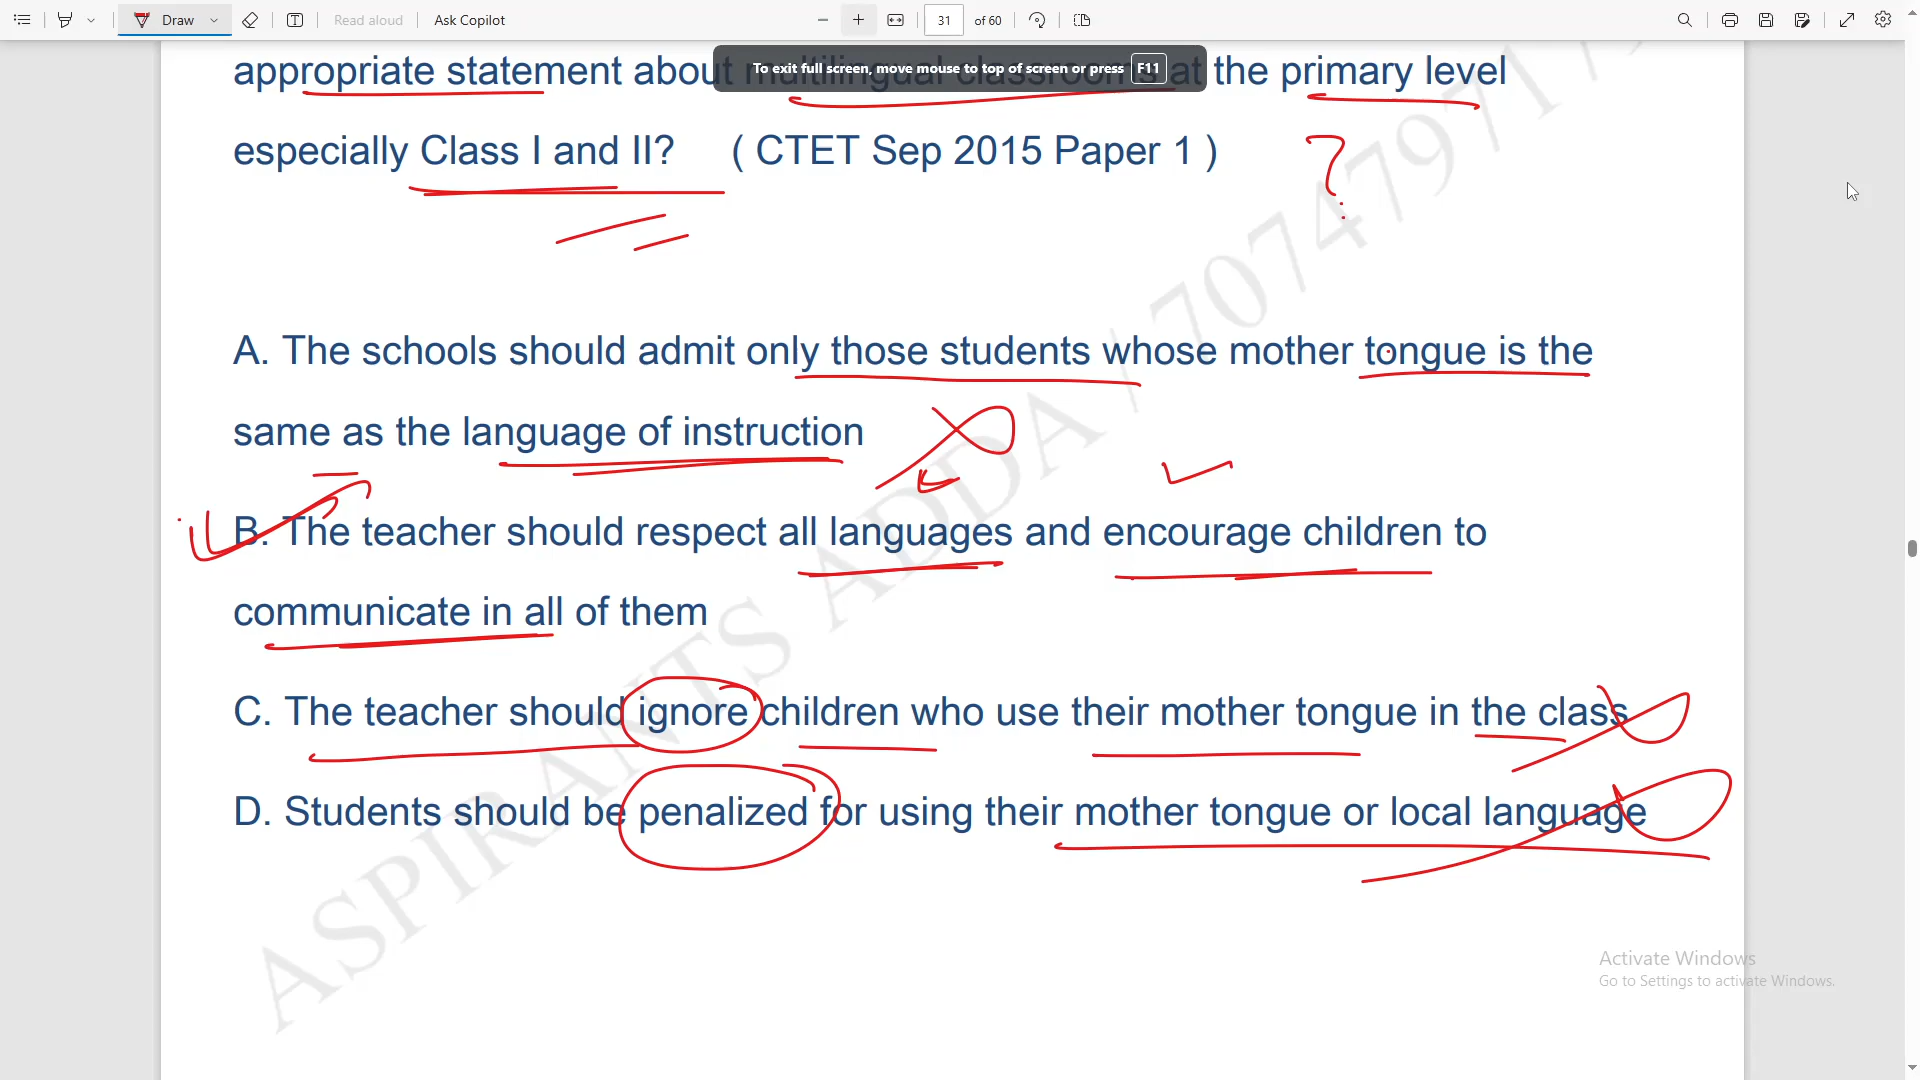 Draw
Read aloud
Ask Copilot
31 of 60
To exit full screen, move mouse to top of screen or press F11
appropriate statement about multilingual classrooms at the primary level
especially Class I and II? ( CTET Sep 2015 Paper 1 )
?
A. The schools should admit only those students whose mother tongue is the
same as the language of instruction
B. The teacher should respect all languages and encourage children to
communicate in all of them
C. The teacher should ignore children who use their mother tongue in the class
D. Students should be penalized for using their mother tongue or local language
ASPIRANTS ADDA / 70747971
Activate Windows
Go to Settings to activate Windows.